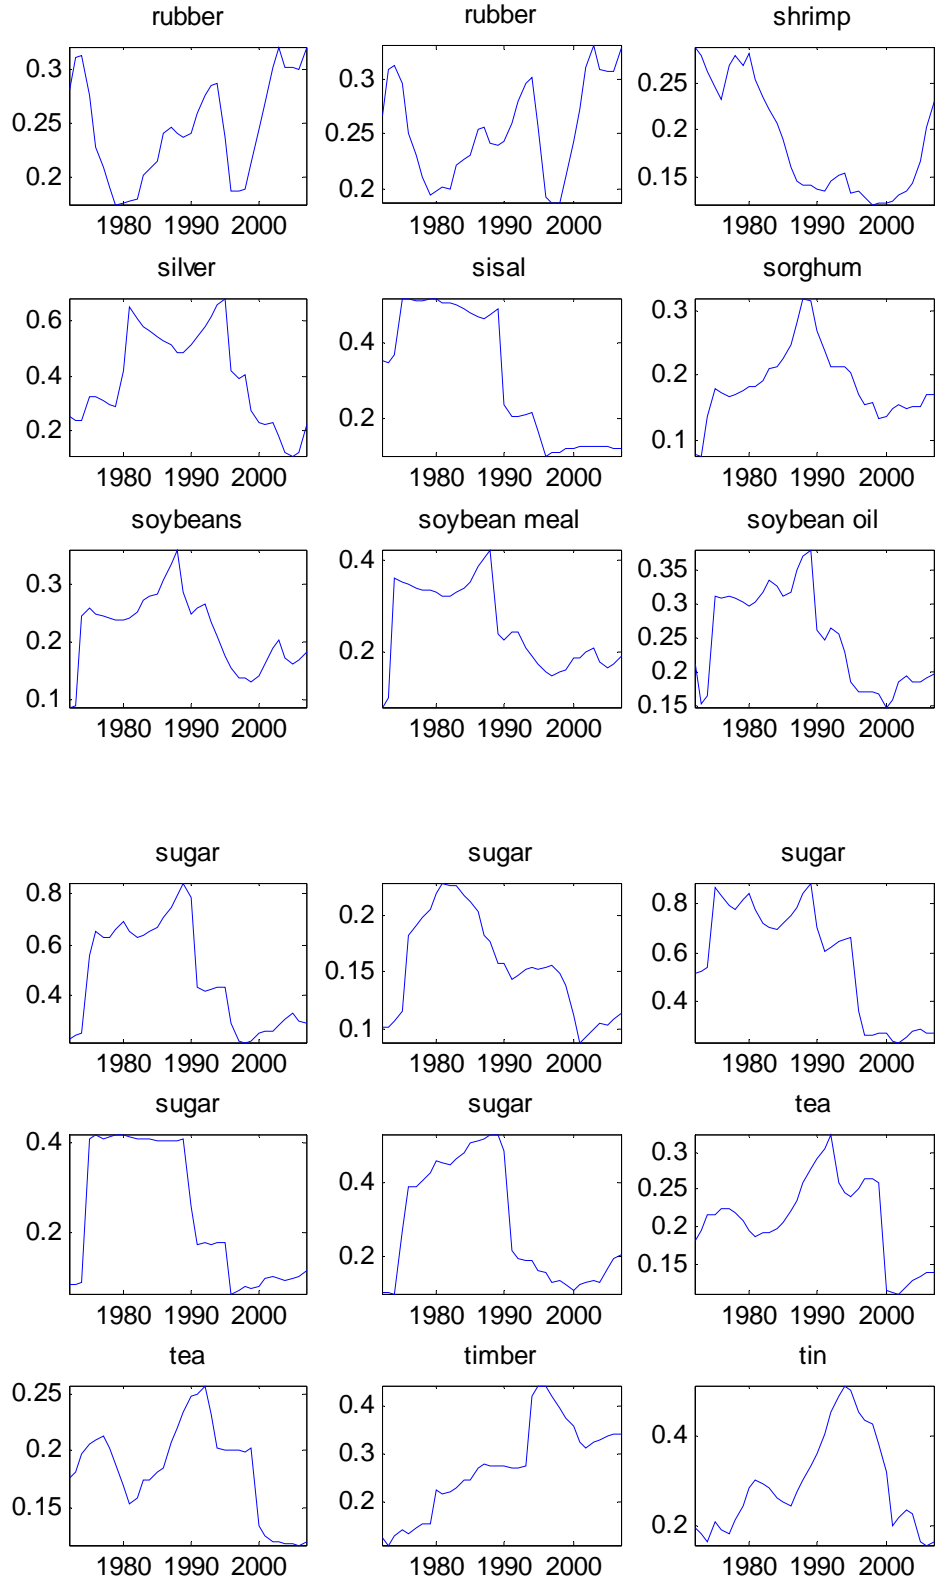 rubber rubber shrimp
0.3 0.3 0.25
0.25 0.25 0.2
0.2 0.2 0.15
1980 1990 2000 1980 1990 2000 1980 1990 2000
silver sisal sorghum
0.6 0.4 0.3
0.4 0.2 0.2
0.2 0.1
1980 1990 2000 1980 1990 2000 1980 1990 2000
soybeans soybean meal soybean oil
0.3 0.4 0.35
0.2 0.2 0.3
0.1 0.25
0.2
0.15
1980 1990 2000 1980 1990 2000 1980 1990 2000
sugar sugar sugar
0.8 0.2 0.8
0.6 0.15 0.6
0.4 0.1 0.4
1980 1990 2000 1980 1990 2000 1980 1990 2000
sugar sugar tea
0.4 0.4 0.3
0.2 0.2 0.25
0.2
0.15
1980 1990 2000 1980 1990 2000 1980 1990 2000
tea timber tin
0.25 0.4 0.4
0.2 0.3 0.2
0.15 0.2
1980 1990 2000 1980 1990 2000 1980 1990 2000